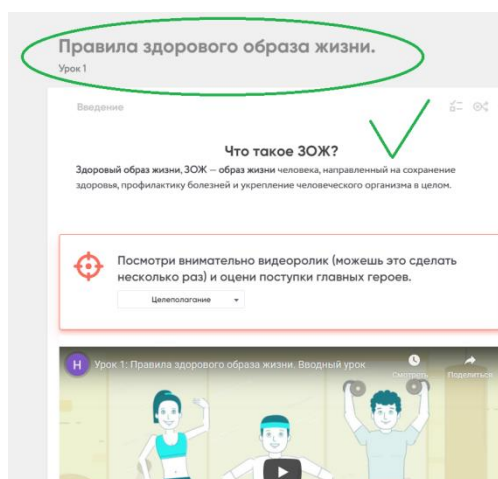 Правила здорового образа жизни.
Урок 1
Введение
Что такое ЗОЖ?
Здоровый образ жизни, ЗОЖ — образ жизни человека, направленный на сохранение
здоровья, профилактику болезней и укрепление человеческого организма в целом.
Посмотри внимательно видеоролик (можешь это сделать
несколько раз) и оцени поступки главных героев.
Целеполагание
Н
Урок 1: Правила здорового образа жизни. Вводный урок
Смотреть
Поделиться